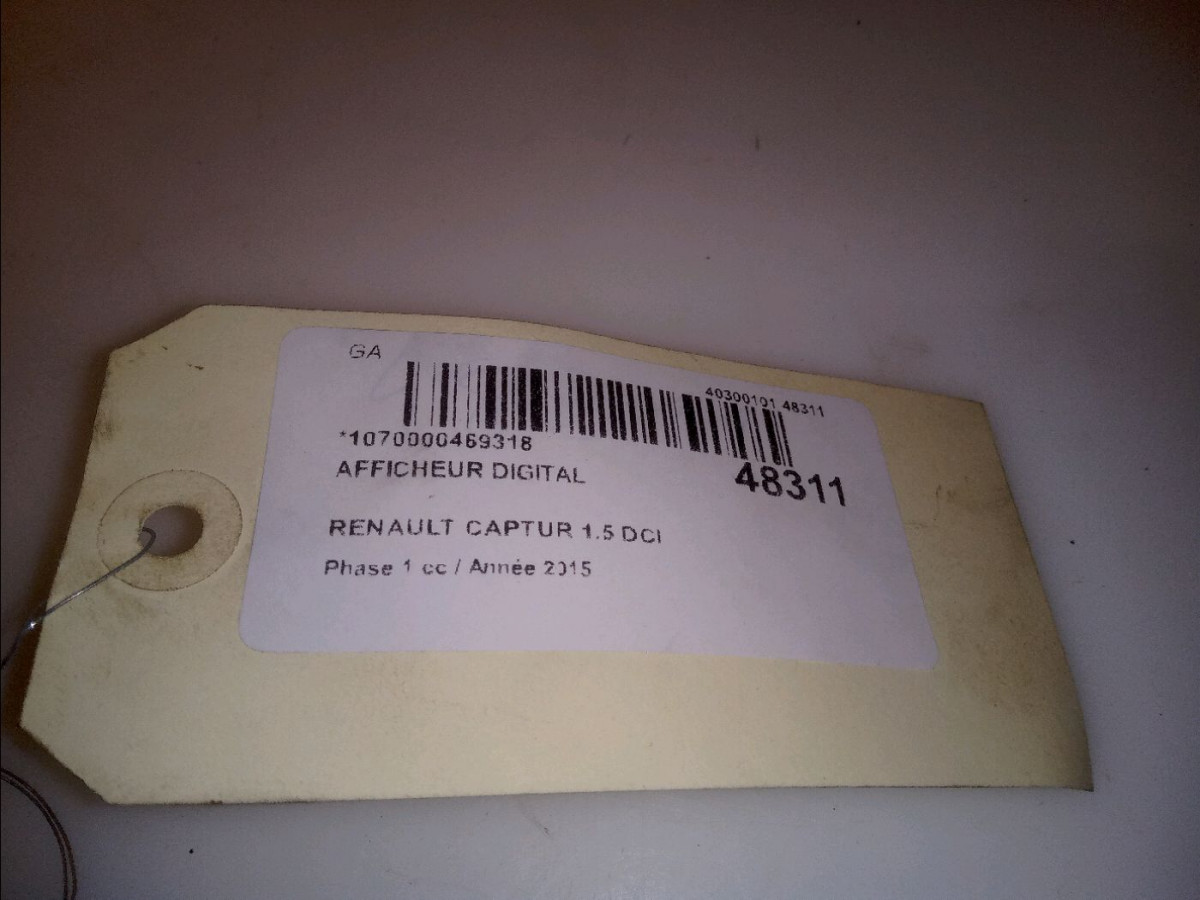 GA
40300101 48311
*1070000469318
48311
AFFICHEUR DIGITAL
RENAULT CAPTUR 1.5 DCI
Phase 1 cc / Année 2015